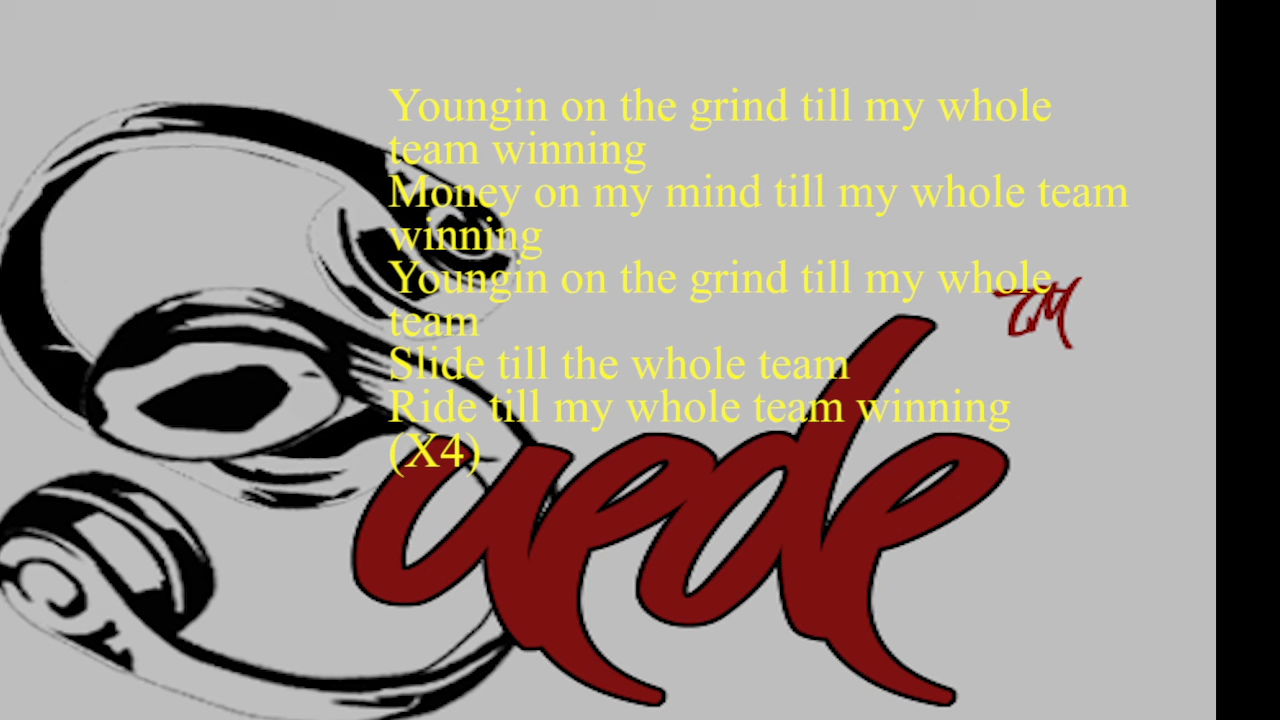 Youngin on the grind till my whole
team winning
Money on my mind till my whole team
winning
Youngin on the grind till my whole
team
Slide till the whole team
Ride till my whole team winning
(X4)
uede
TM